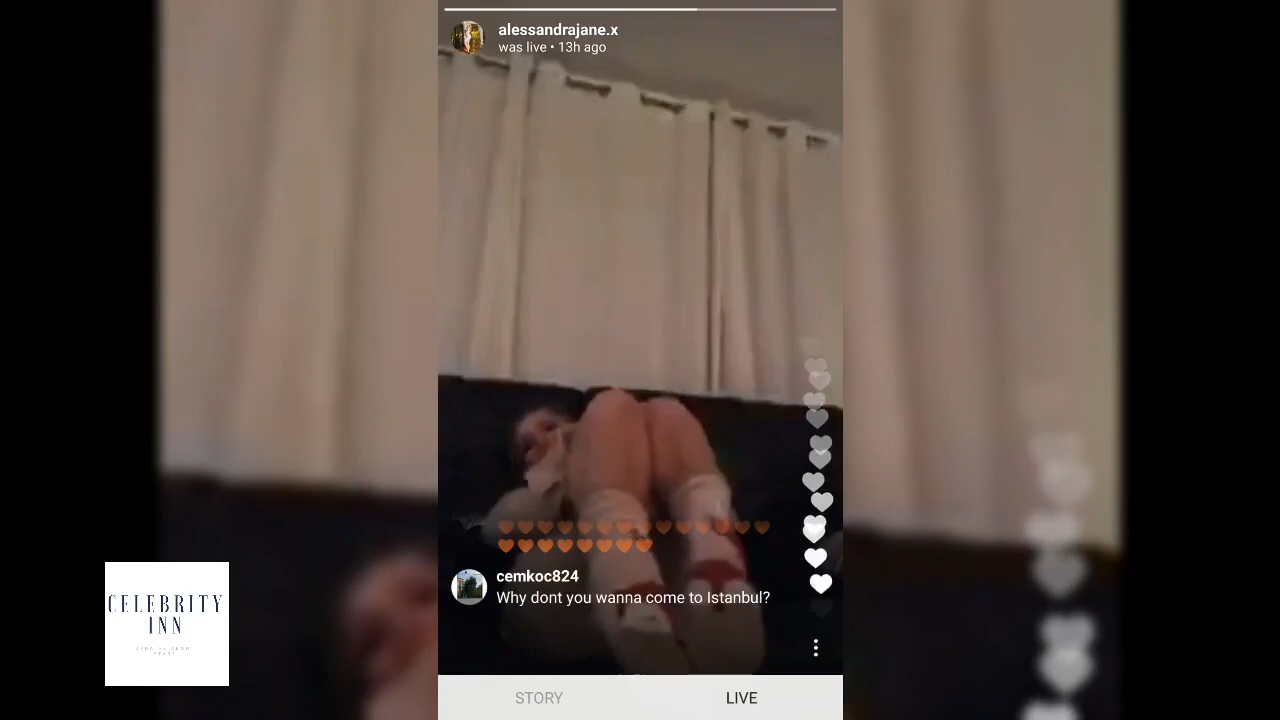 alessandrajane.x
was live • 13h ago
cemkoc824
Why dont you wanna come to Istanbul?
STORY
LIVE
CELEBRITY
INN